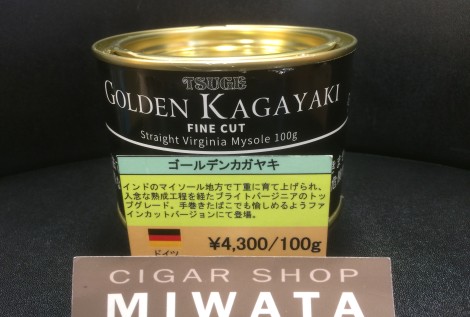 TSUGE
GOLDEN KAGAYAKI
FINE CUT
Straight Virginia Mysole 100g
ゴールデンカガヤキ
インドのマイソール地方で丁重に育て上げられ、
入念な熟成工程を経たブライトバージニアのトッ
プグレード。手巻きたばこでも愉しめるようファ
インカットバージョンにて登場。
ドイツ
¥4,300/100g
CIGAR SHOP
MIWATA